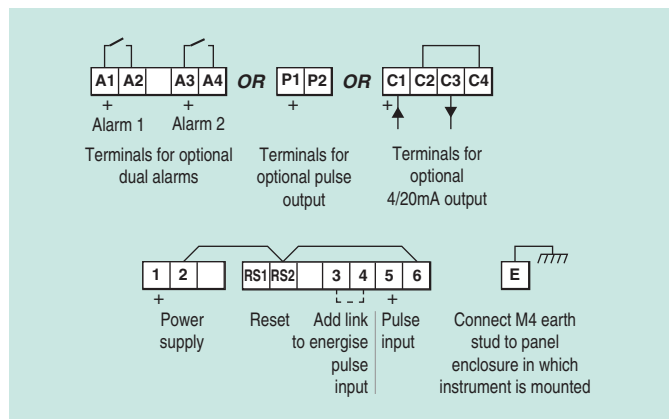 A1 A2 A3 A4 OR P1 P2 OR C1 C2 C3 C4
+ + + +
Alarm 1 Alarm 2
Terminals for optional
dual alarms
Terminals for
optional pulse
output
Terminals for
optional
4/20mA output
1 2 RS1 RS2 3 4 5 6 E
+ +
Power
supply
Reset
Add link
to energise
pulse
input
Pulse
input
Connect M4 earth
stud to panel
enclosure in which
instrument is mounted